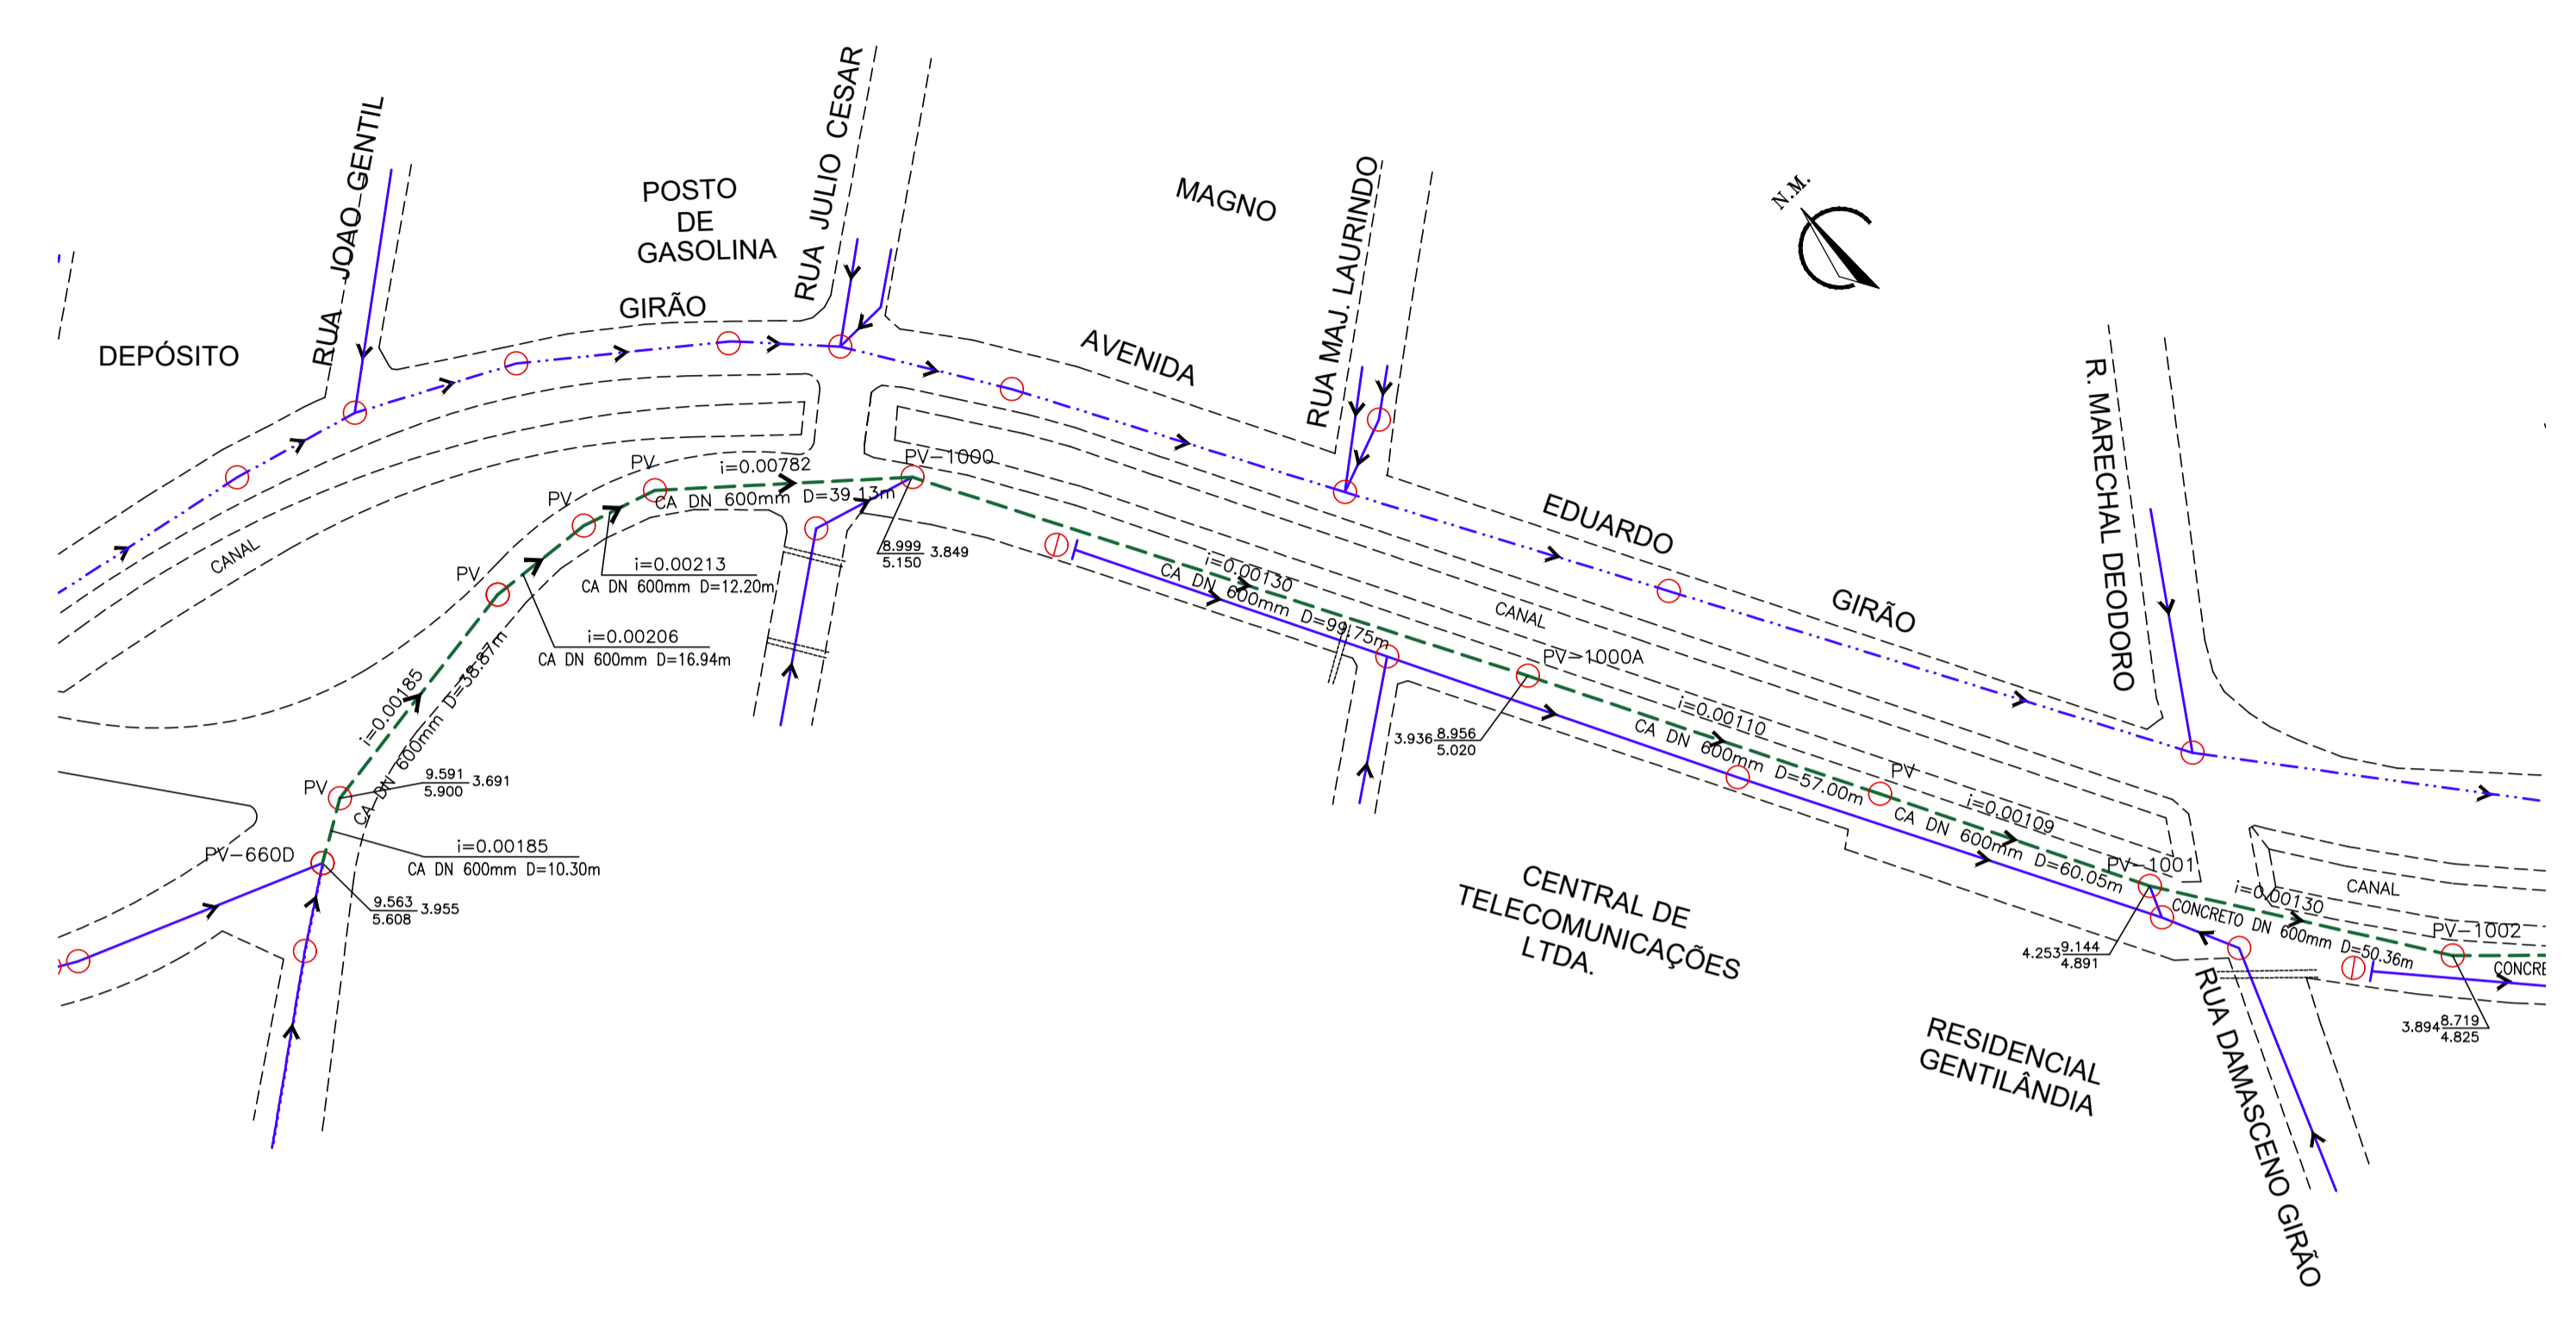 RUA JOAO GENTIL
RUA JULIO CESAR
POSTO
DE
GASOLINA
MAGNO
RUA MAJ. LAURINDO
N.M.
GIRÃO
DEPÓSITO
AVENIDA
R. MARECHAL DEODORO
PV
i=0.00782
CA DN 600mm D=39.13m
PV-1000
PV
EDUARDO
CANAL
8.999
5.150
3.849
PV
i=0.00213
CA DN 600mm D=12.20m
i=0.00130
CA DN 600mm D=99.75m
CANAL
GIRÃO
i=0.00206
CA DN 600mm D=16.94m
PV-1000A
i=0.00185
CA DN 600mm D=38.87m
3.936
8.956
5.020
i=0.00110
CA DN 600mm D=57.00m
PV
PV
9.591
5.900
3.691
i=0.00109
CA DN 600mm D=60.05m
i=0.00185
CA DN 600mm D=10.30m
PV-660D
PV-1001
CENTRAL DE
TELECOMUNICAÇÕES
LTDA.
CANAL
i=0.00130
CONCRETO DN 600mm D=50.36m
9.563
5.608
3.955
4.253
9.144
4.891
PV-1002
CONCRE
3.894
8.719
4.825
RUA DAMASCENO GIRÃO
RESIDENCIAL
GENTILÂNDIA